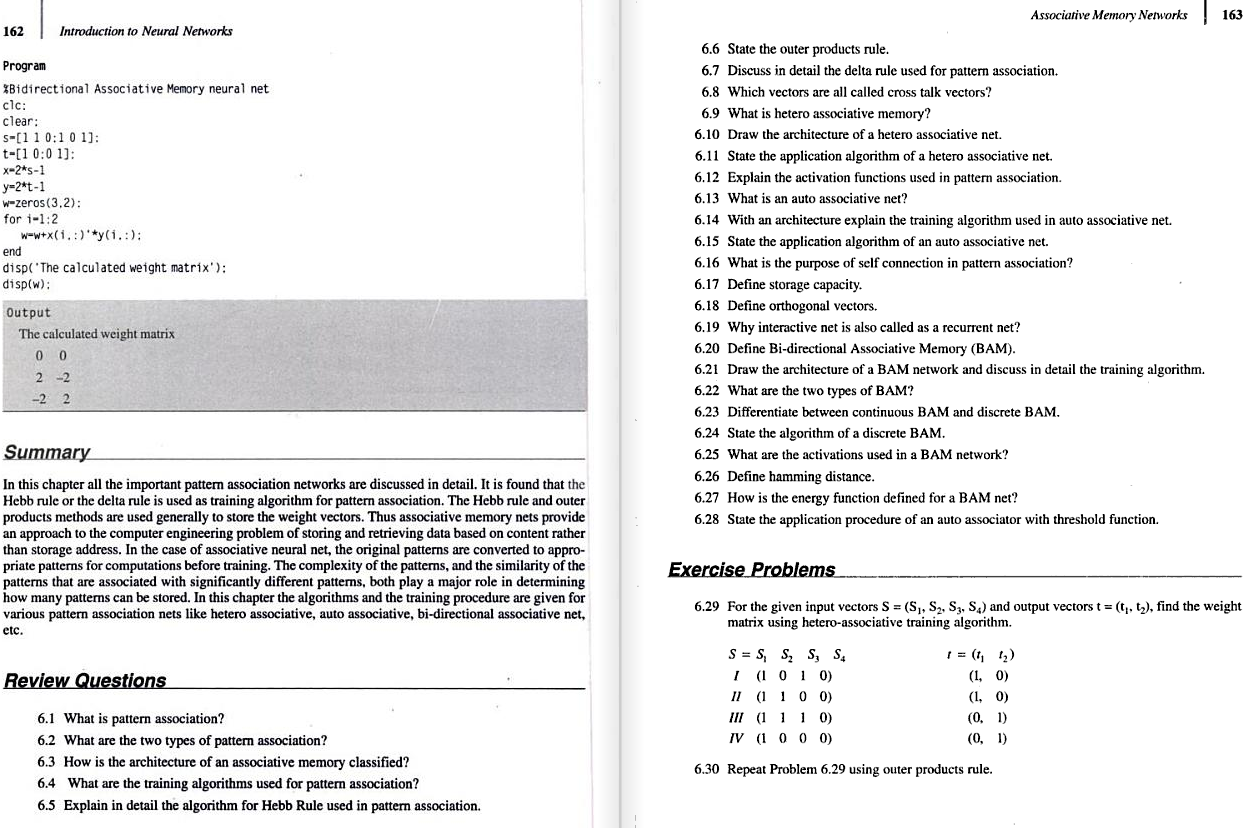 162 Introduction to Neural Networks
Program
%Bidirectional Associative Memory neural net
clc;
clear;
s=[1 1 0;1 0 1];
t=[1 0;0 1];
x=2*s-1
y=2*t-1
w=zeros(3,2);
for i=1:2
w=w+x(i,:)'*y(i,:);
end
disp('The calculated weight matrix');
disp(w);
Output
The calculated weight matrix
0 0
2 -2
-2 2
Summary
In this chapter all the important pattern association networks are discussed in detail. It is found that the
Hebb rule or the delta rule is used as training algorithm for pattern association. The Hebb rule and outer
products methods are used generally to store the weight vectors. Thus associative memory nets provide
an approach to the computer engineering problem of storing and retrieving data based on content rather
than storage address. In the case of associative neural net, the original patterns are converted to appro-
priate patterns for computations before training. The complexity of the patterns, and the similarity of the
patterns that are associated with significantly different patterns, both play a major role in determining
how many patterns can be stored. In this chapter the algorithms and the training procedure are given for
various pattern association nets like hetero associative, auto associative, bi-directional associative net,
etc.
Review Questions
6.1 What is pattern association?
6.2 What are the two types of pattern association?
6.3 How is the architecture of an associative memory classified?
6.4 What are the training algorithms used for pattern association?
6.5 Explain in detail the algorithm for Hebb Rule used in pattern association.
Associative Memory Networks 163
6.6 State the outer products rule.
6.7 Discuss in detail the delta rule used for pattern association.
6.8 Which vectors are all called cross talk vectors?
6.9 What is hetero associative memory?
6.10 Draw the architecture of a hetero associative net.
6.11 State the application algorithm of a hetero associative net.
6.12 Explain the activation functions used in pattern association.
6.13 What is an auto associative net?
6.14 With an architecture explain the training algorithm used in auto associative net.
6.15 State the application algorithm of an auto associative net.
6.16 What is the purpose of self connection in pattern association?
6.17 Define storage capacity.
6.18 Define orthogonal vectors.
6.19 Why interactive net is also called as a recurrent net?
6.20 Define Bi-directional Associative Memory (BAM).
6.21 Draw the architecture of a BAM network and discuss in detail the training algorithm.
6.22 What are the two types of BAM?
6.23 Differentiate between continuous BAM and discrete BAM.
6.24 State the algorithm of a discrete BAM.
6.25 What are the activations used in a BAM network?
6.26 Define hamming distance.
6.27 How is the energy function defined for a BAM net?
6.28 State the application procedure of an auto associator with threshold function.
Exercise Problems
6.29 For the given input vectors S = (S₁, S₂, S₃, S₄) and output vectors t = (t₁, t₂), find the weight
matrix using hetero-associative training algorithm.
S = S₁ S₂ S₃ S₄ t = (t₁ t₂)
I (1 0 1 0) (1, 0)
II (1 1 0 0) (1, 0)
III (1 1 1 0) (0, 1)
IV (1 0 0 0) (0, 1)
6.30 Repeat Problem 6.29 using outer products rule.